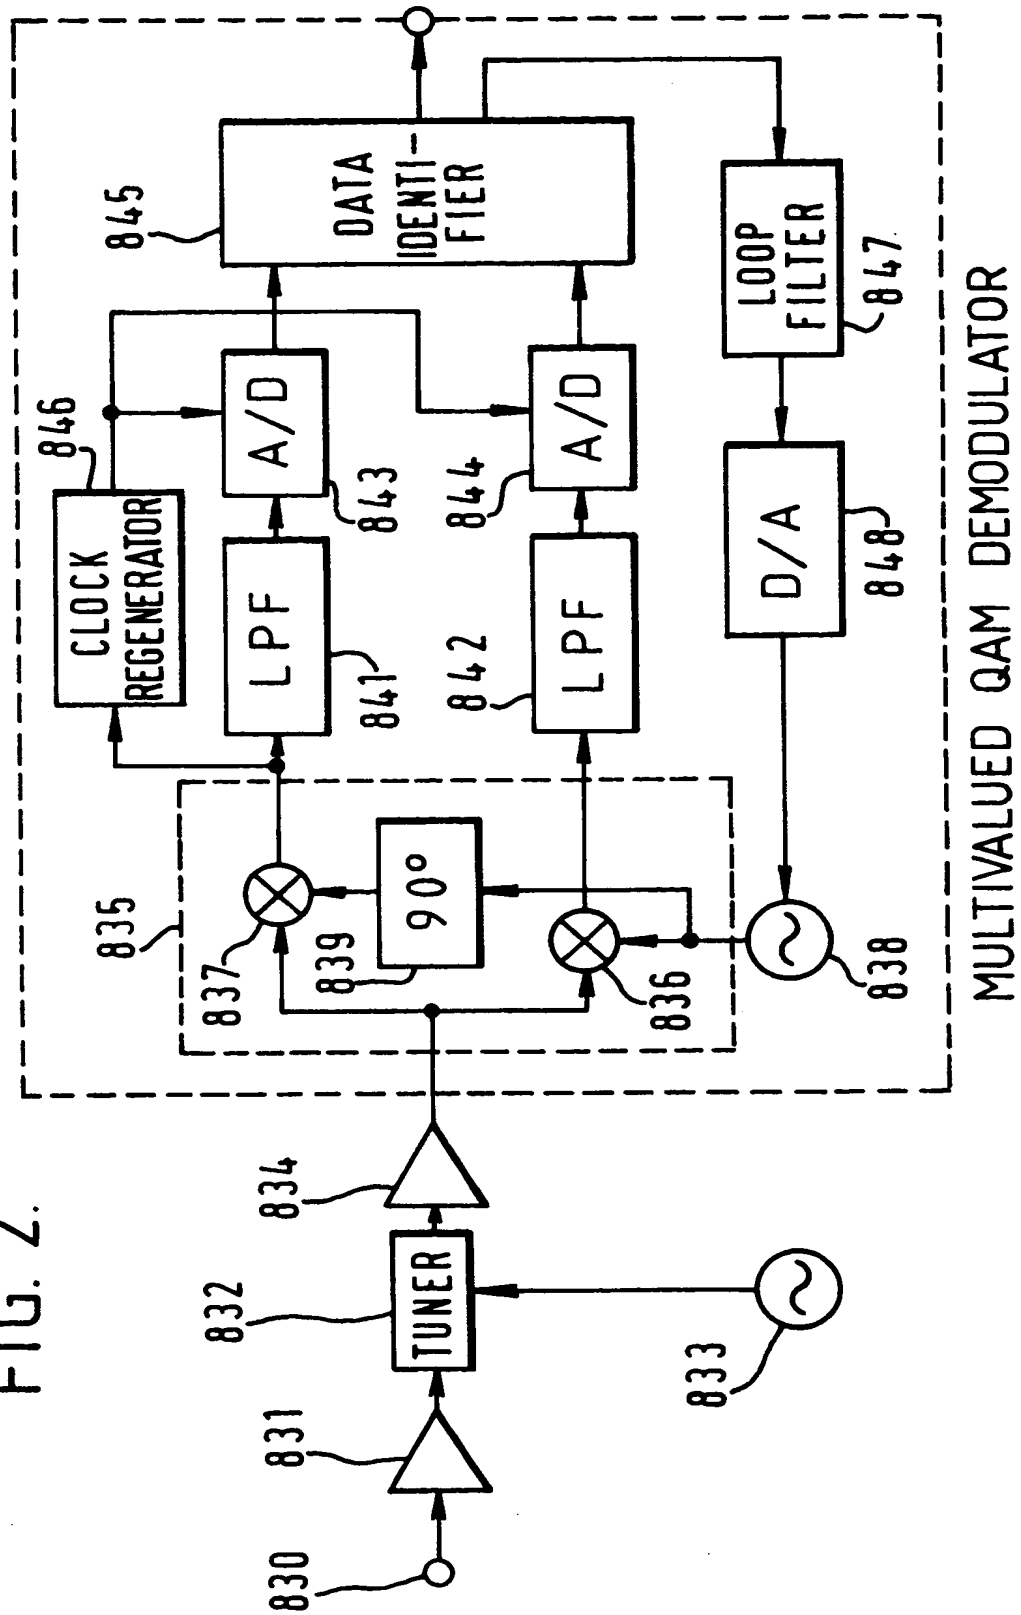 FIG. 2.
830
831
832
TUNER
833
834
835
837
839
90°
836
838
846
CLOCK
REGENERATOR
LPF
841
LPF
842
A/D
843
A/D
844
845
DATA
IDENTI-
FIER
LOOP
FILTER
847
D/A
848
MULTIVALUED QAM DEMODULATOR